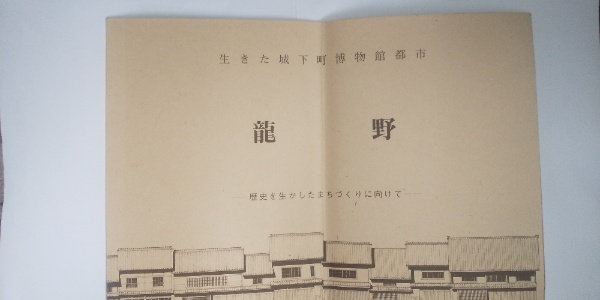 生きた城下町博物館都市
龍野
―歴史を生かしたまちづくりに向けて―